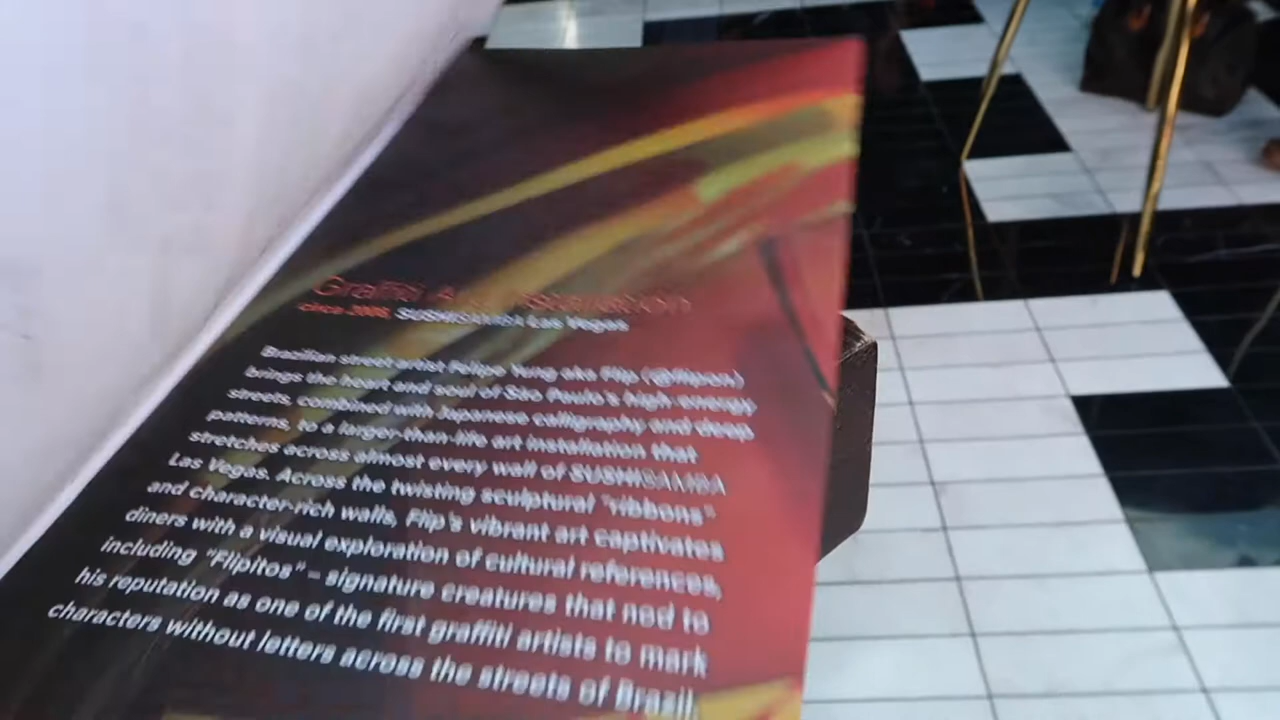 Graffiti Art Installation
circa 2008, SUSHISAMBA Las Vegas
Brazilian street artist Felipe Yung aka Flip (@flipon)
brings the heart and soul of São Paulo's high-energy
streets, combined with Japanese calligraphy and deep
patterns, to a larger-than-life art installation that
stretches across almost every wall of SUSHISAMBA
Las Vegas. Across the twisting sculptural "ribbons"
and character-rich walls, Flip's vibrant art captivates
diners with a visual exploration of cultural references,
including "Flipitos" – signature creatures that nod to
his reputation as one of the first graffiti artists to mark
characters without letters across the streets of Brazil.